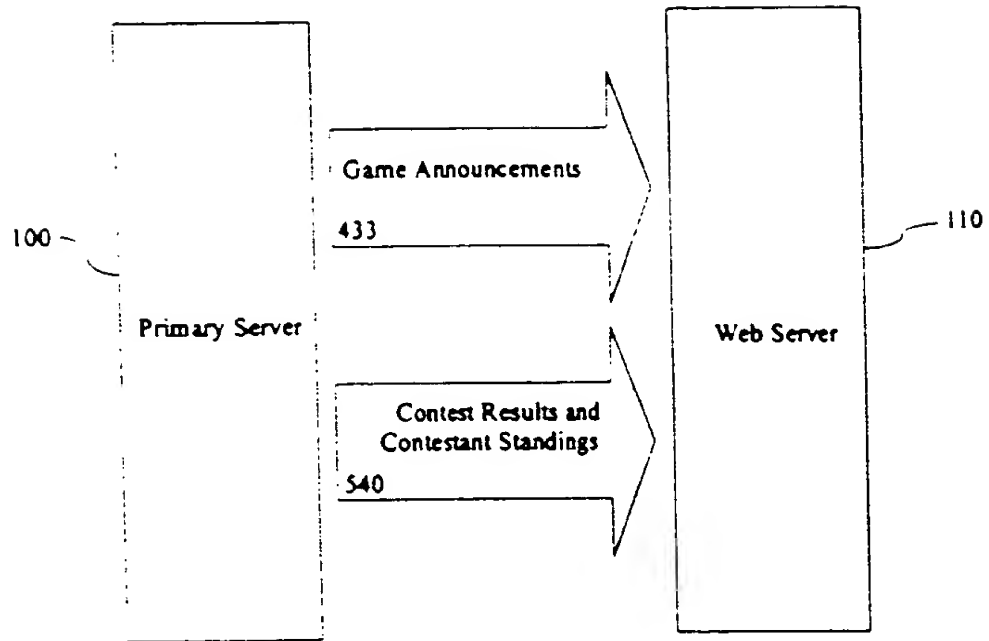 Game Announcements
433
100
110
Primary Server
Web Server
Contest Results and
Contestant Standings
540